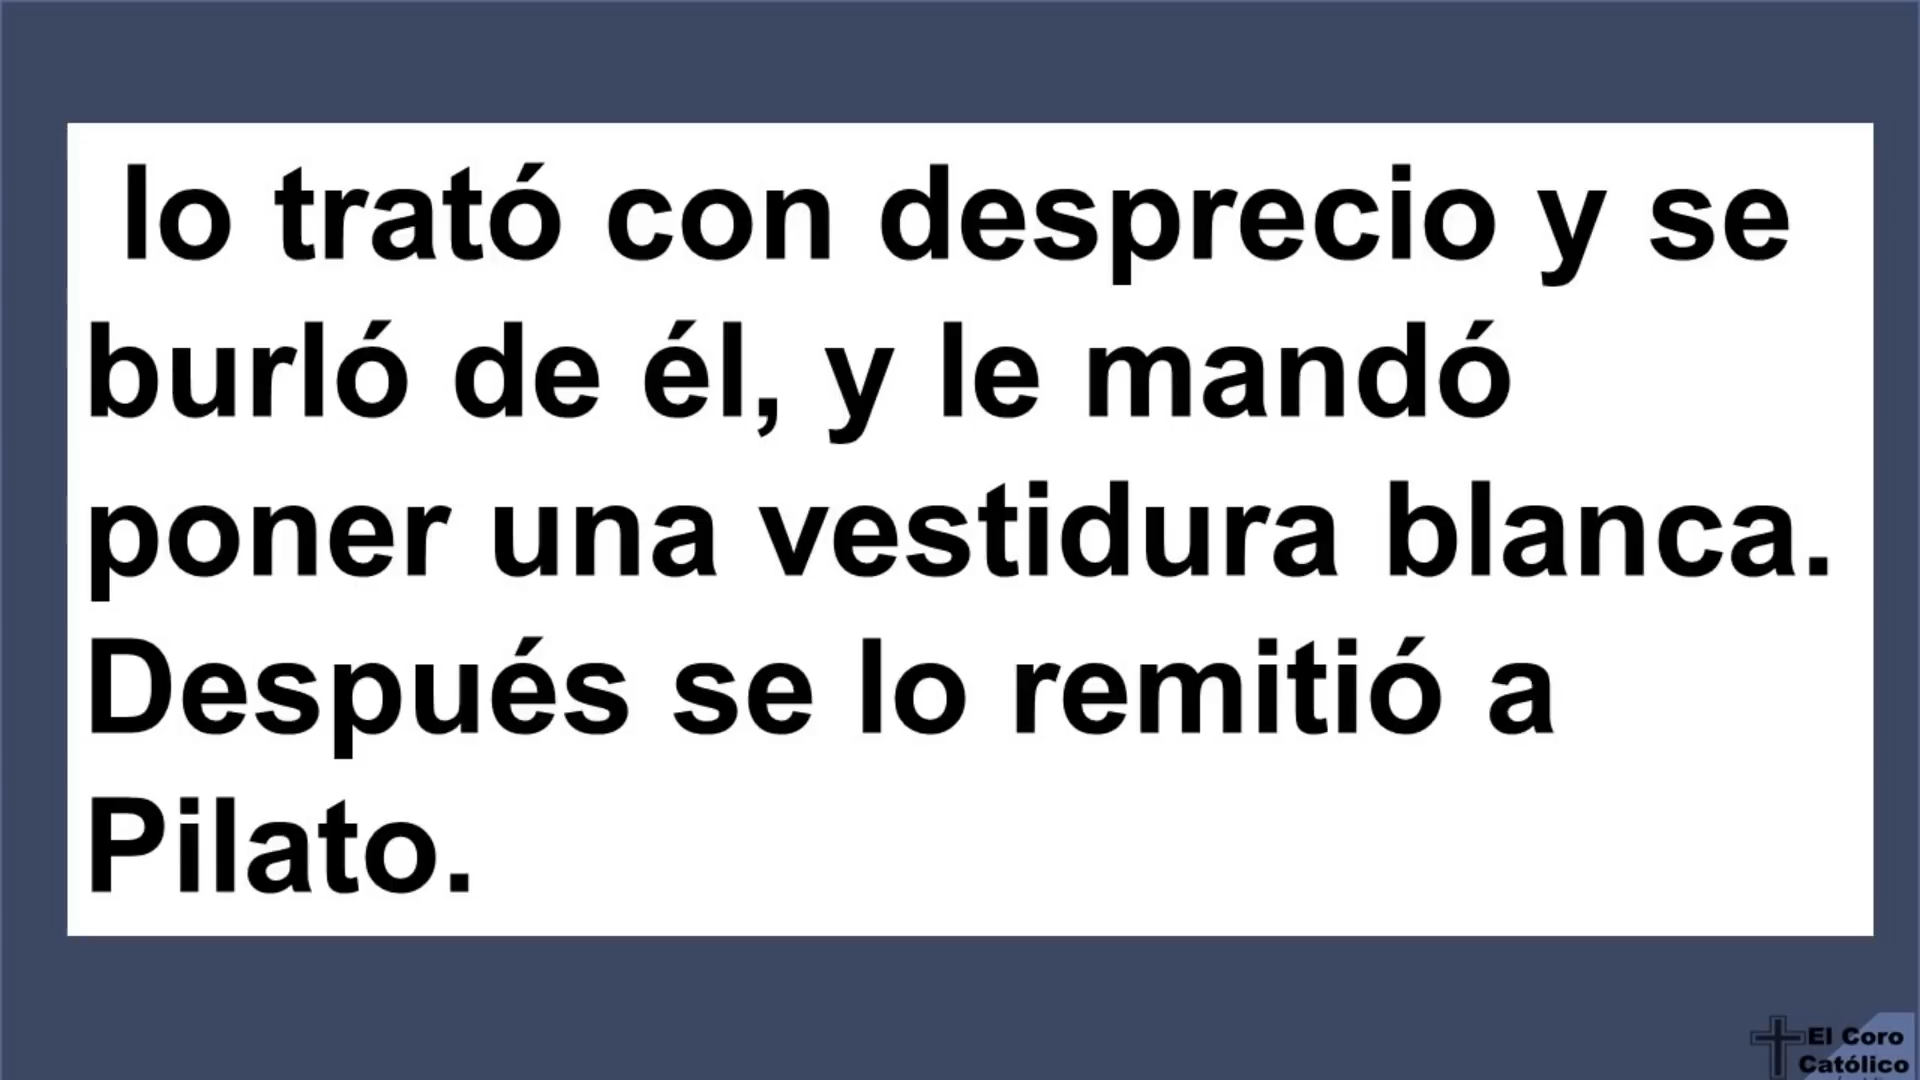 lo trató con desprecio y se
burló de él, y le mandó
poner una vestidura blanca.
Después se lo remitió a
Pilato.
El Coro
Católico